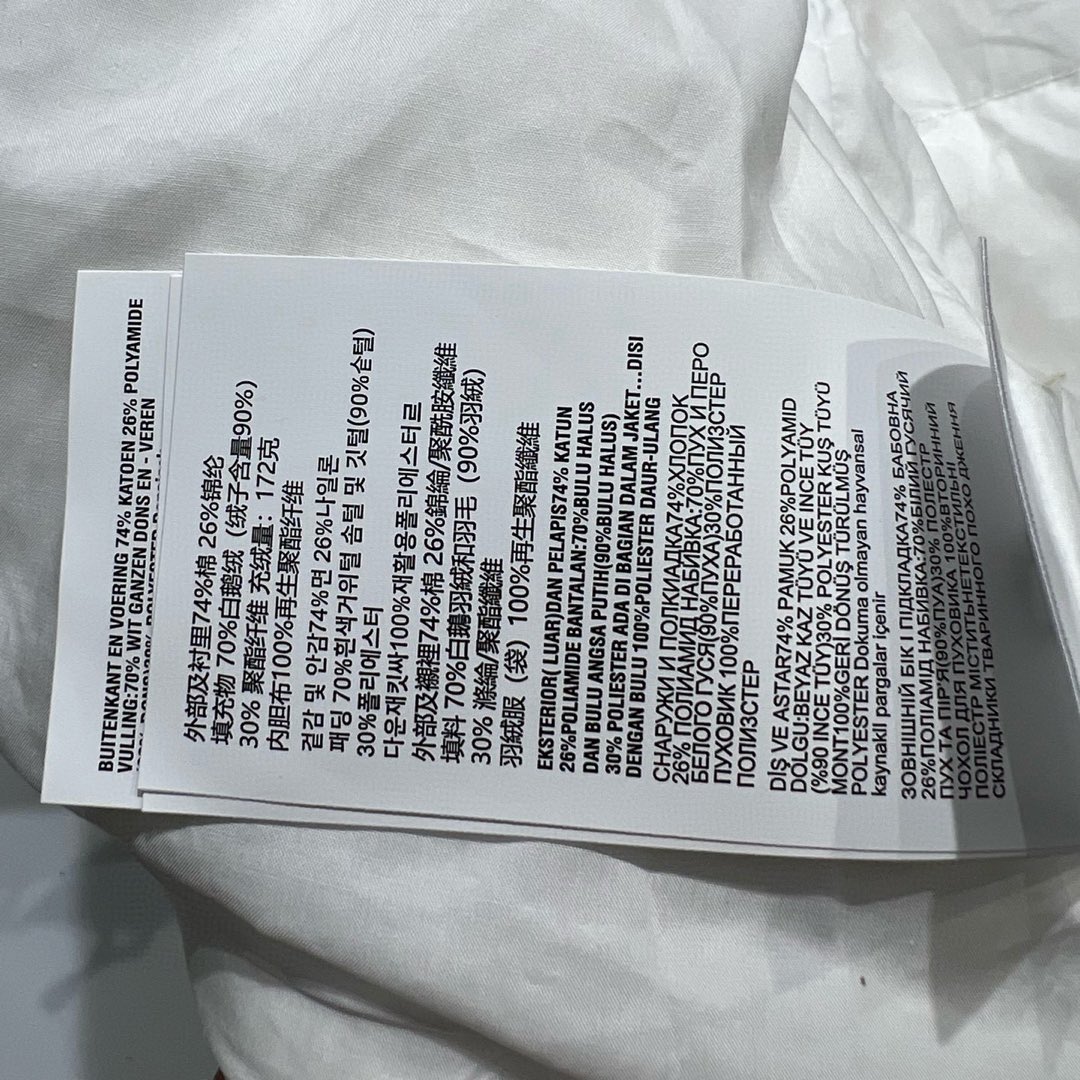 BUITENKANT EN VOERING 74% KATOEN 26% POLYAMIDE
VULLING:70% WIT GANZEN DONS EN - VEREN
外部及衬里74%棉 26%锦纶
填充物 70%白鹅绒（绒子含量90%）
30% 聚酯纤维 充绒量：172克
内胆布100%再生聚酯纤维
겉감 및 안감74%면 26%나일론
패딩 70%흰색거위털 솜털 및 깃털(90%솜털)
30%폴리에스터
다운재킷싸100%재활용폴리에스터르
外部及襯裡74%棉 26%錦綸/聚酰胺纖維
填料 70%白鵝羽絨和羽毛（90%羽絨）
30% 滌綸/聚酯纖維
羽絨服（袋）100%再生聚酯纖維
EKSTERIOR( LUAR)DAN PELAPIS74% KATUN
26%POLIAMIDE BANTALAN:70%BULU HALUS
DAN BULU ANGSA PUTIH(90%BULU HALUS)
30% POLIESTER ADA DI BAGIAN DALAM JAKET...DISI
DENGAN BULU 100%POLIESTER DAUR-ULANG
СНАРУЖИ И ПОПКИАДКА74%ХЛОПОК
26% ПОЛИАМИД НАБИВКА:70%ПУХ И ПЕРО
БЕЛОГО ГУСЯ(90%ПУХА)30%ПОЛИЗСТЕР
ПУХОВИК 100%ПЕРЕРАБОТАННЫЙ
ПОЛИЗСТЕР
DİŞ VE ASTAR74% PAMUK 26%POLYAMID
DOLGU:BEYAZ KAZ TÜYÜ VE INCE TÜY
(%90 INCE TÜY)30% POLYESTER KUŞ TÜYÜ
MONT100%GERİ DÖNÜŞ TÜRÜLMÜŞ
POLYESTER Dokuma olmayan hayvansal
kaynakli pargalar içenir
ЗОВНІШНІЙ БІК І ПІДКЛАДКА74% БАБОВНА
26%ПОЛІАМІД НАБИВКА:70%БІЛИЙ ГУСЯЧИЙ
ПУХ ТА ПІР'Я(90%ПУА)30% ПОЛЕСТР
ЧОХОЛ ДЛЯ ПУХОВИКА 100%ВТОРИННИЙ
ПОЛІЕСТР МІСТИТЬНЕТЕКСТИЛЬНІ
СКЛАДНИКИ ТВАРИННОГО ПОХО ДЖЕННЯ